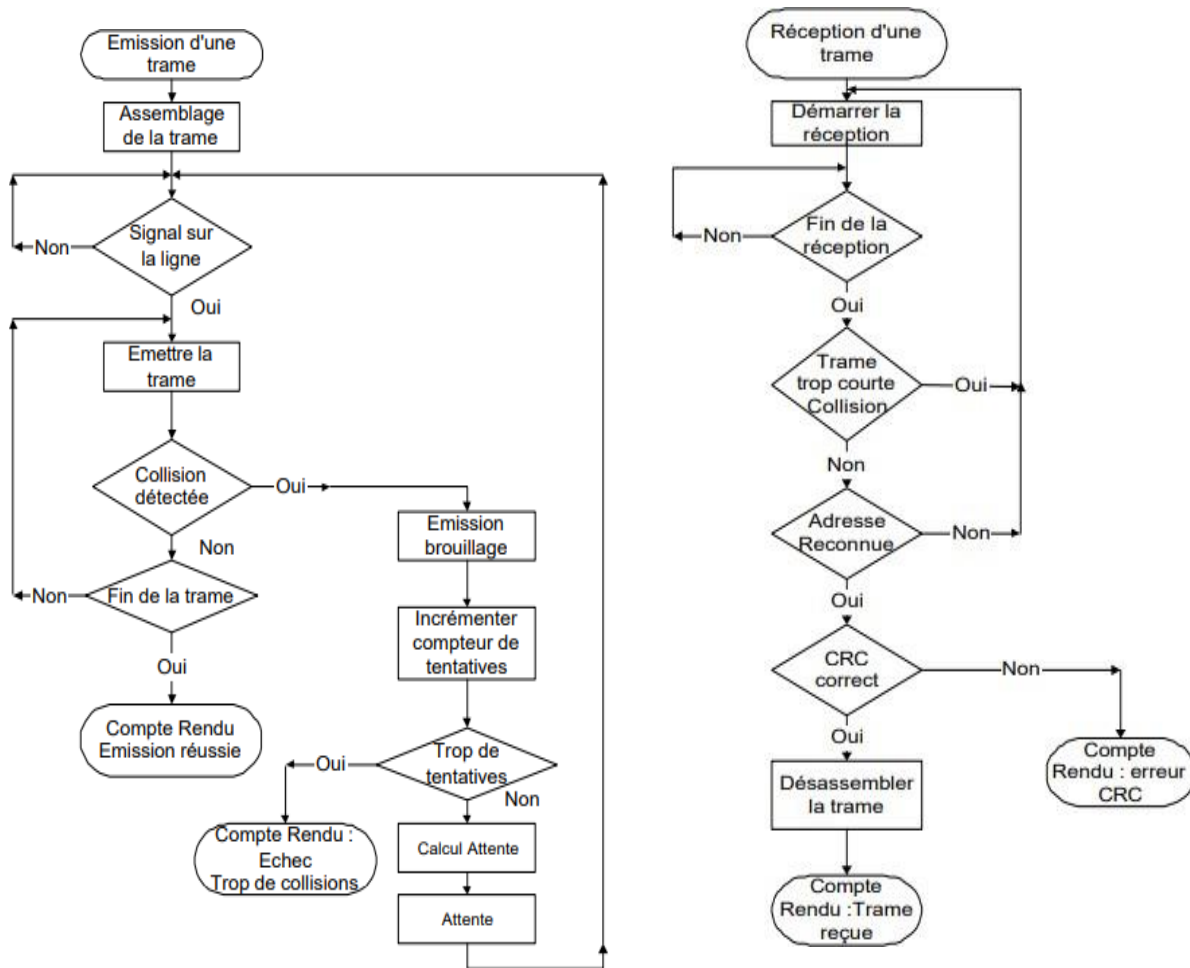 Emission d'une
trame
Assemblage
de la trame
Signal sur
la ligne
Non
Oui
Emettre la
trame
Collision
détectée
Oui
Non
Fin de la trame
Non
Oui
Compte Rendu
Emission réussie
Emission
brouillage
Incrémenter
compteur de
tentatives
Trop de
tentatives
Oui
Non
Compte Rendu :
Echec
Trop de collisions
Calcul Attente
Attente
Réception d'une
trame
Démarrer la
réception
Fin de la
réception
Non
Oui
Trame
trop courte
Collision
Oui
Non
Adresse
Reconnue
Non
Oui
CRC
correct
Non
Oui
Compte
Rendu : erreur
CRC
Désassembler
la trame
Compte
Rendu :Trame
reçue